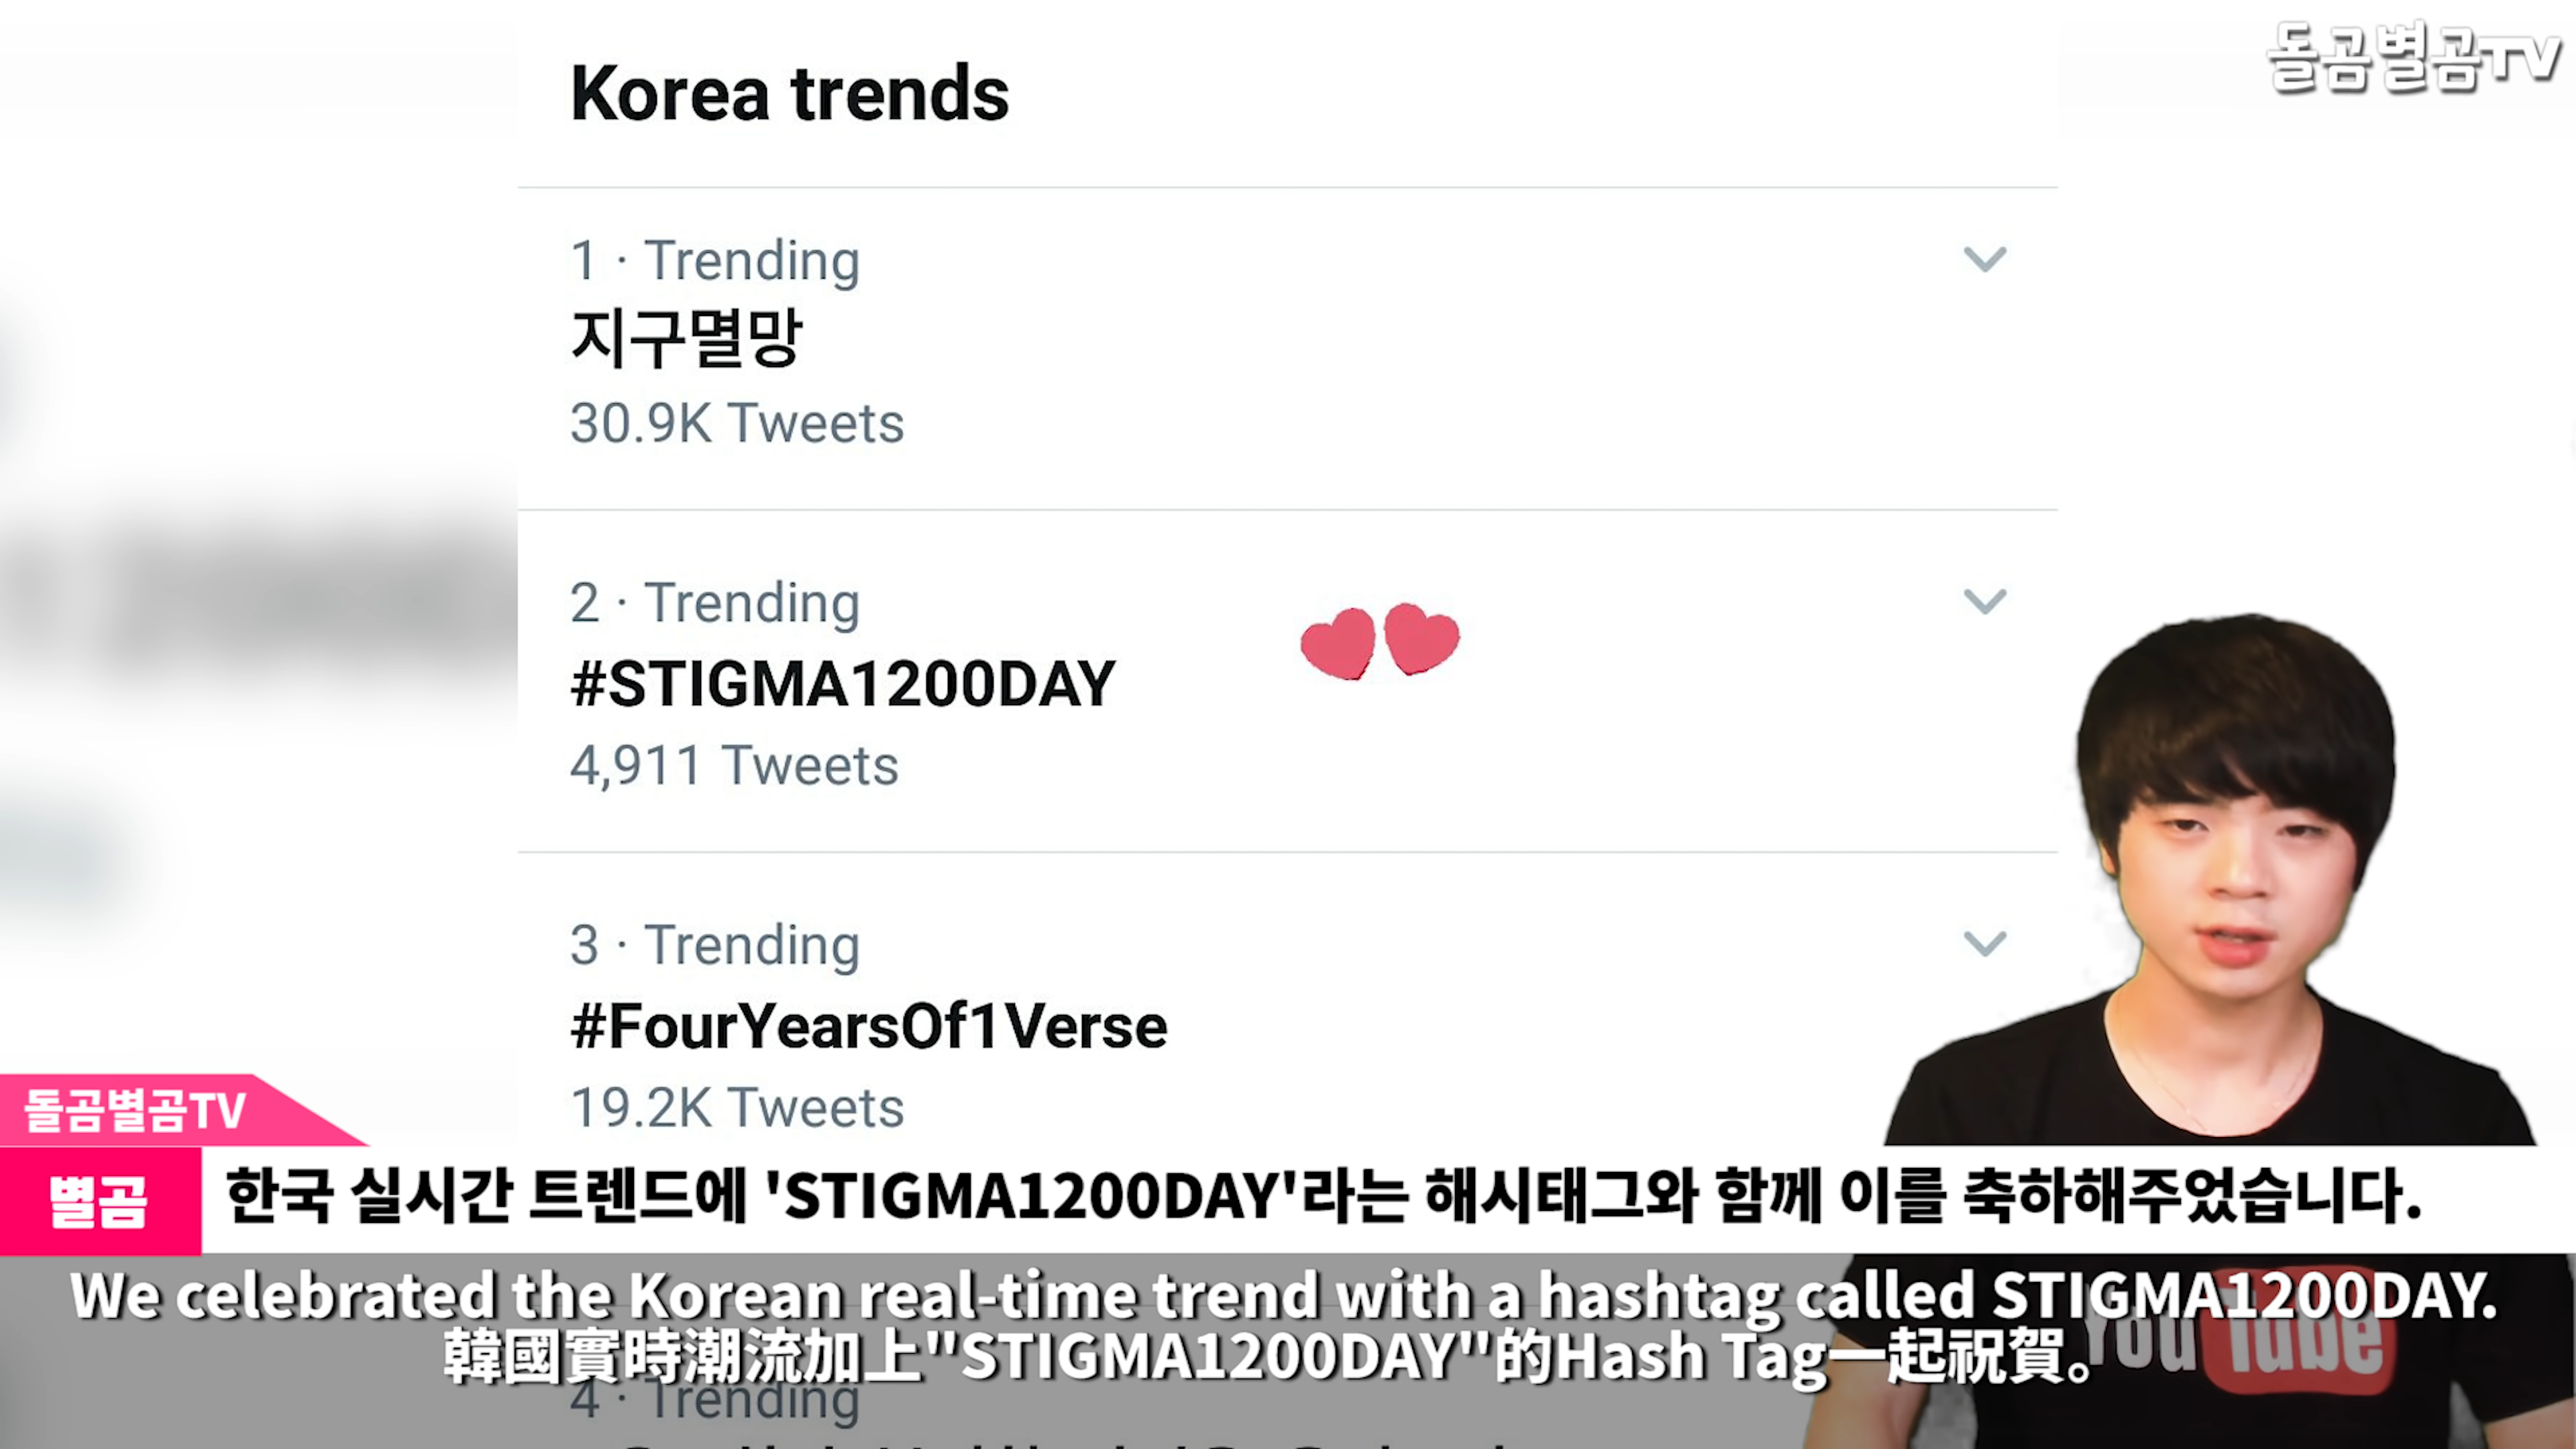 돌곰별곰TV
Korea trends
1 · Trending
지구멸망
30.9K Tweets
2 · Trending
#STIGMA1200DAY
4,911 Tweets
3 · Trending
#FourYearsOf1Verse
19.2K Tweets
돌곰별곰TV
별곰
한국 실시간 트렌드에 'STIGMA1200DAY'라는 해시태그와 함께 이를 축하해주었습니다.
We celebrated the Korean real-time trend with a hashtag called STIGMA1200DAY.
韓國實時潮流加上"STIGMA1200DAY"的Hash Tag一起祝賀。
You Tube
4 · Trending